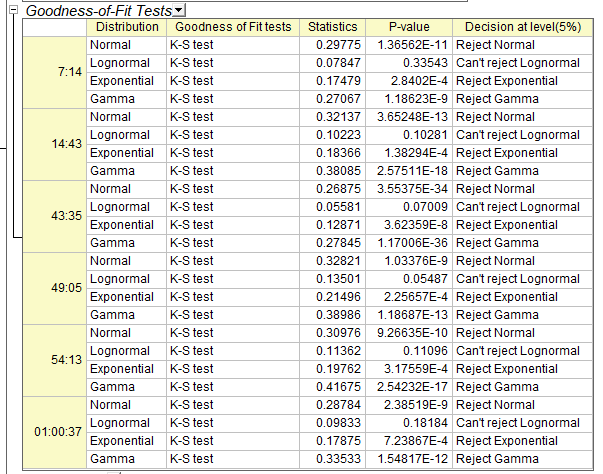 Goodness-of-Fit Tests
Distribution Goodness of Fit tests Statistics P-value Decision at level(5%)
7:14
Normal K-S test 0.29775 1.36562E-11 Reject Normal
Lognormal K-S test 0.07847 0.33543 Can't reject Lognormal
Exponential K-S test 0.17479 2.8402E-4 Reject Exponential
Gamma K-S test 0.27067 1.18623E-9 Reject Gamma
14:43
Normal K-S test 0.32137 3.65248E-13 Reject Normal
Lognormal K-S test 0.10223 0.10281 Can't reject Lognormal
Exponential K-S test 0.18366 1.38294E-4 Reject Exponential
Gamma K-S test 0.38085 2.57511E-18 Reject Gamma
43:35
Normal K-S test 0.26875 3.55375E-34 Reject Normal
Lognormal K-S test 0.05581 0.07009 Can't reject Lognormal
Exponential K-S test 0.12871 3.62359E-8 Reject Exponential
Gamma K-S test 0.27845 1.17006E-36 Reject Gamma
49:05
Normal K-S test 0.32821 1.03376E-9 Reject Normal
Lognormal K-S test 0.13501 0.05487 Can't reject Lognormal
Exponential K-S test 0.21496 2.25657E-4 Reject Exponential
Gamma K-S test 0.38986 1.18687E-13 Reject Gamma
54:13
Normal K-S test 0.30976 9.26635E-10 Reject Normal
Lognormal K-S test 0.11362 0.11096 Can't reject Lognormal
Exponential K-S test 0.19762 3.17559E-4 Reject Exponential
Gamma K-S test 0.41675 2.54232E-17 Reject Gamma
01:00:37
Normal K-S test 0.28784 2.38519E-9 Reject Normal
Lognormal K-S test 0.09833 0.18184 Can't reject Lognormal
Exponential K-S test 0.17875 7.23867E-4 Reject Exponential
Gamma K-S test 0.33533 1.54817E-12 Reject Gamma